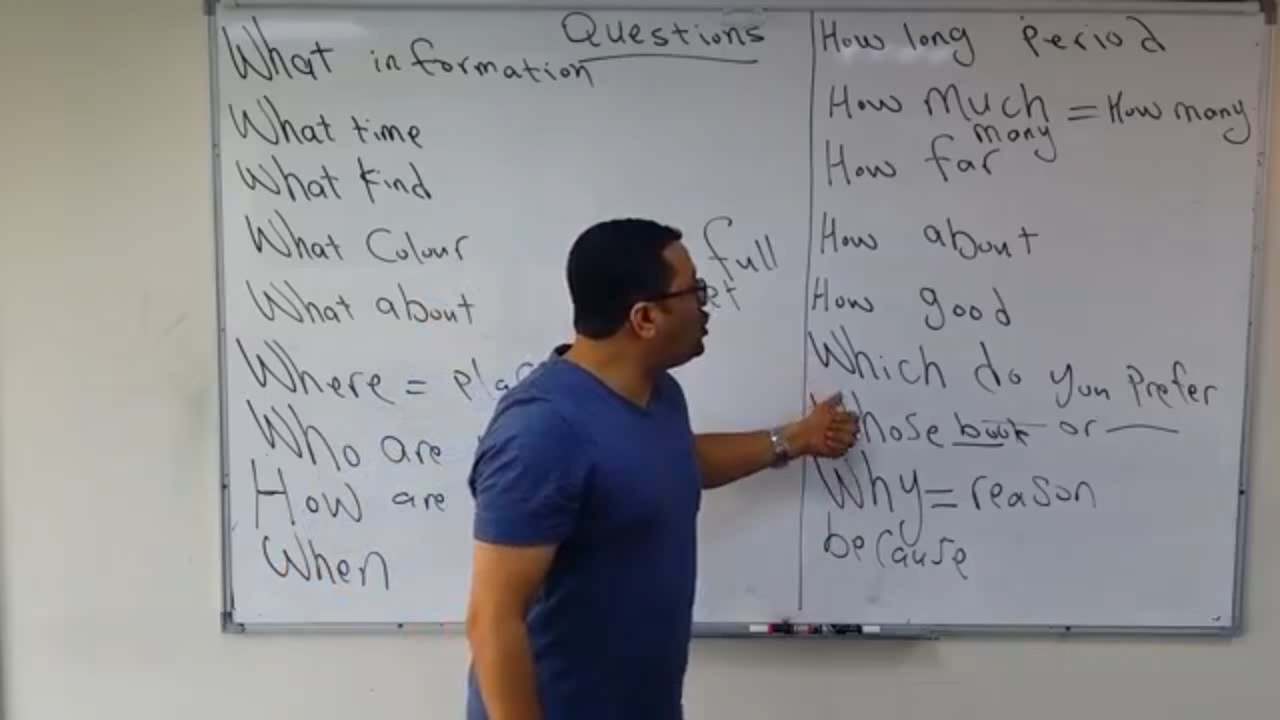 Questions
What information
What time
What kind
What Colour
What about
full
Where =
Who are
How are
When
How long period
How much = How many
many
How far
How about
How good
Which do you Prefer
book or
Why = reason
because